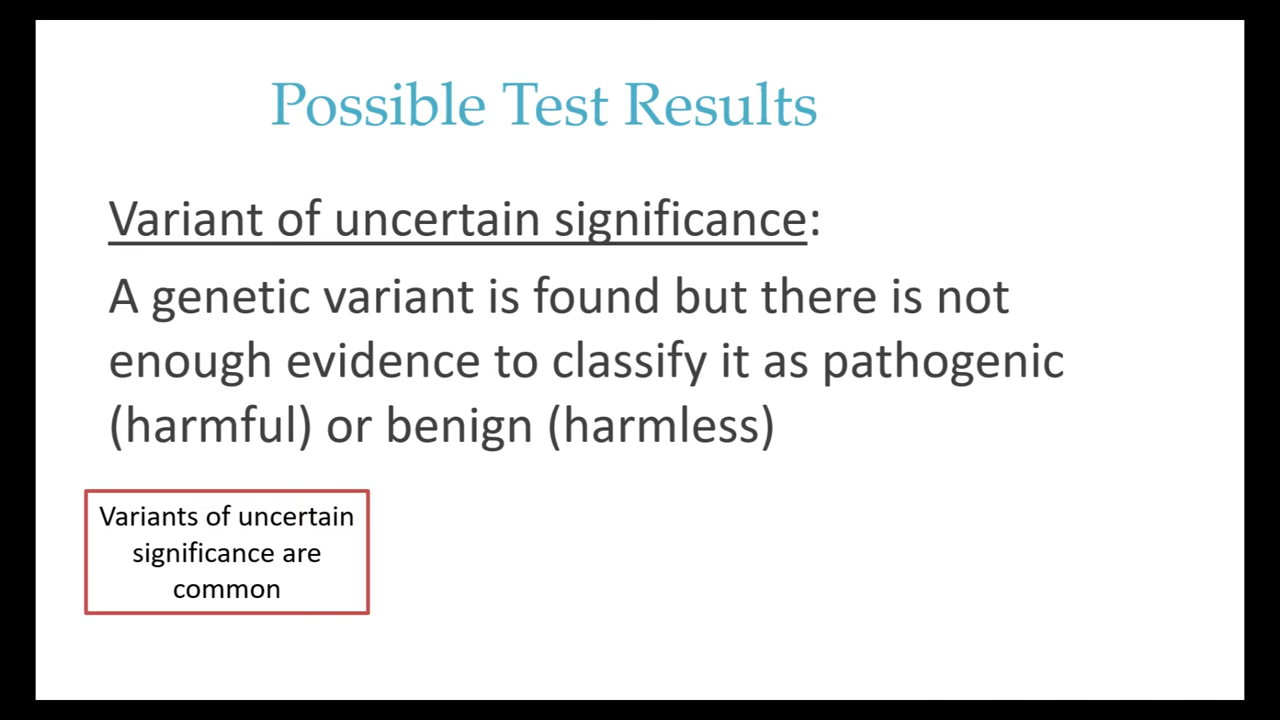 Possible Test Results
Variant of uncertain significance:
A genetic variant is found but there is not
enough evidence to classify it as pathogenic
(harmful) or benign (harmless)
Variants of uncertain
significance are
common